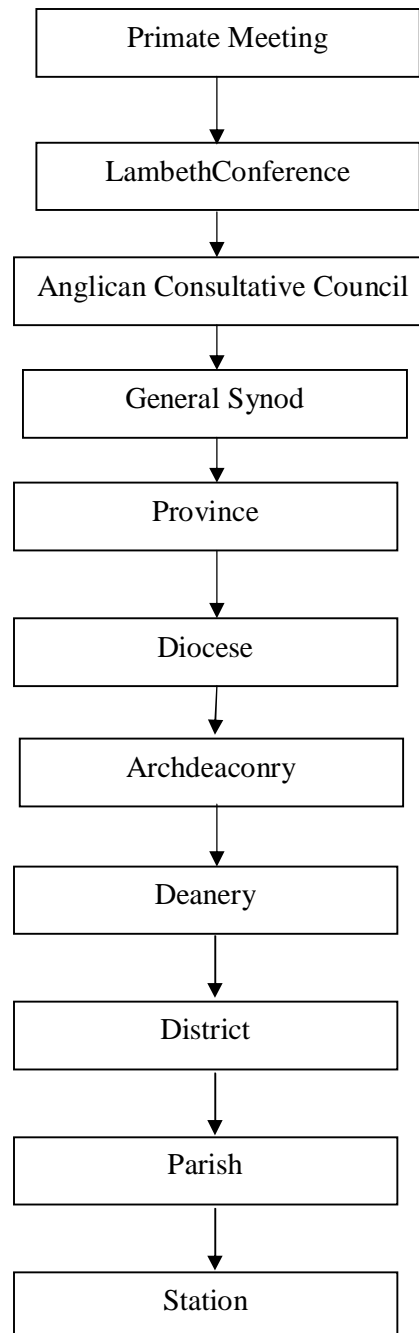 Primate Meeting
LambethConference
Anglican Consultative Council
General Synod
Province
Diocese
Archdeaconry
Deanery
District
Parish
Station